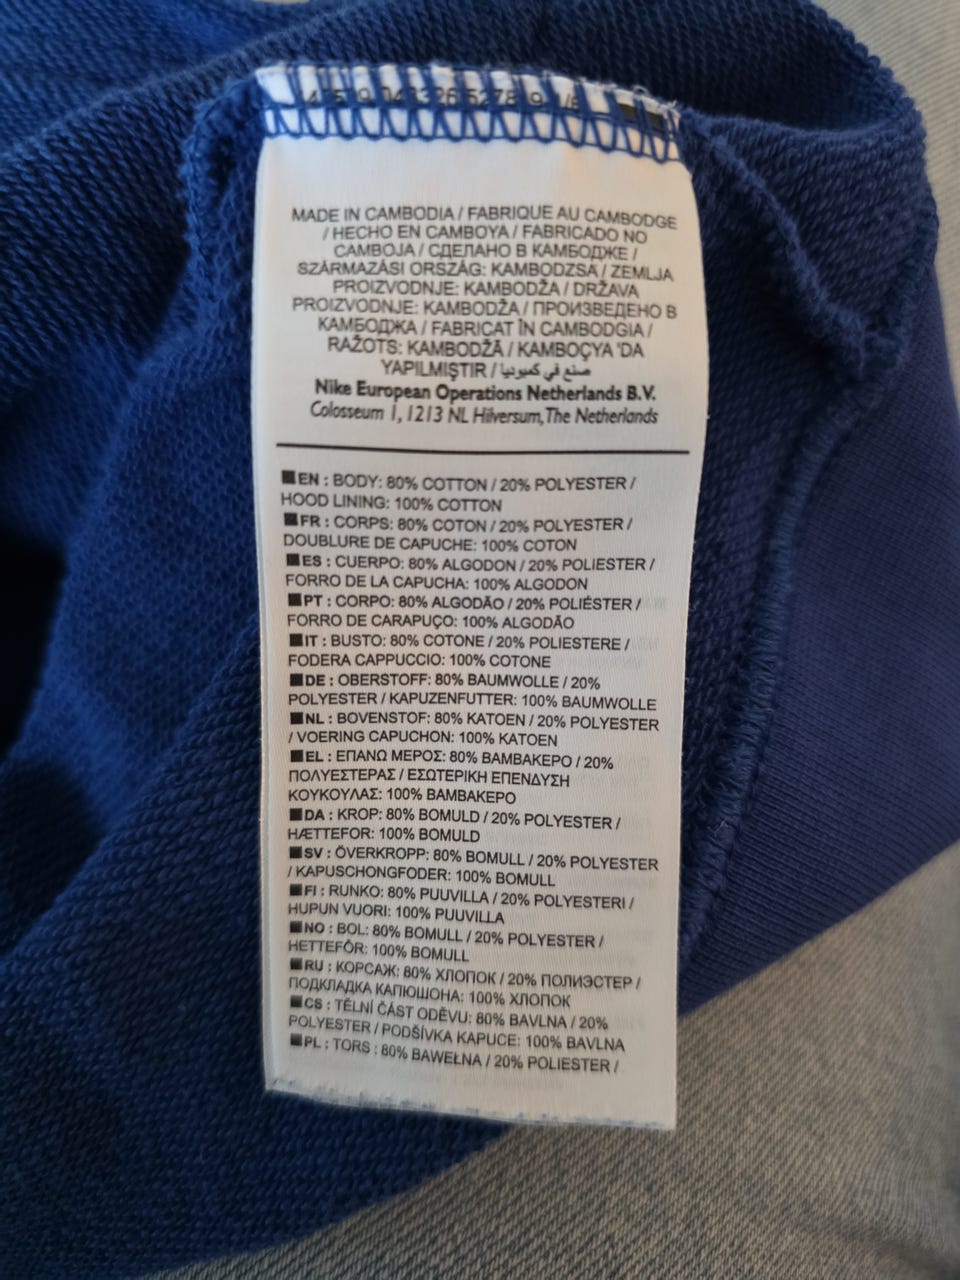 MADE IN CAMBODIA / FABRIQUE AU CAMBODGE
/ HECHO EN CAMBOYA / FABRICADO NO
CAMBOJA / СДЕЛАНО В КАМБОДЖЕ /
SZÁRMAZÁSI ORSZÁG: KAMBODZSA / ZEMLJA
PROIZVODNJE: KAMBODŽA / DRŽAVA
PROIZVODNJE: KAMBODŽA / ПРОИЗВЕДЕНО В
КАМБОДЖА / FABRICAT ÎN CAMBODGIA /
RAŽOTS: KAMBODŽĀ / KAMBOÇYA 'DA
YAPILMIŞTIR / صنع في كمبوديا
Nike European Operations Netherlands B.V.
Colosseum 1, 1213 NL Hilversum, The Netherlands
EN : BODY: 80% COTTON / 20% POLYESTER /
HOOD LINING: 100% COTTON
FR : CORPS: 80% COTON / 20% POLYESTER /
DOUBLURE DE CAPUCHE: 100% COTON
ES : CUERPO: 80% ALGODON / 20% POLIESTER /
FORRO DE LA CAPUCHA: 100% ALGODON
PT : CORPO: 80% ALGODÃO / 20% POLIÉSTER /
FORRO DE CARAPUÇO: 100% ALGODÃO
IT : BUSTO: 80% COTONE / 20% POLIESTERE /
FODERA CAPPUCCIO: 100% COTONE
DE : OBERSTOFF: 80% BAUMWOLLE / 20%
POLYESTER / KAPUZENFUTTER: 100% BAUMWOLLE
NL : BOVENSTOF: 80% KATOEN / 20% POLYESTER
/ VOERING CAPUCHON: 100% KATOEN
EL : ΕΠΑΝΩ ΜΕΡΟΣ: 80% ΒΑΜΒΑΚΕΡΟ / 20%
ΠΟΛΥΕΣΤΕΡΑΣ / ΕΣΩΤΕΡΙΚΗ ΕΠΕΝΔΥΣΗ
ΚΟΥΚΟΥΛΑΣ: 100% ΒΑΜΒΑΚΕΡΟ
DA : KROP: 80% BOMULD / 20% POLYESTER /
HÆTTEFOR: 100% BOMULD
SV : ÖVERKROPP: 80% BOMULL / 20% POLYESTER
/ KAPUSCHONGFODER: 100% BOMULL
FI : RUNKO: 80% PUUVILLA / 20% POLYESTERI /
HUPUN VUORI: 100% PUUVILLA
NO : BOL: 80% BOMULL / 20% POLYESTER /
HETTEFÔR: 100% BOMULL
RU : КОРСАЖ: 80% ХЛОПОК / 20% ПОЛИЭСТЕР /
ПОДКЛАДКА КАПЮШОНА: 100% ХЛОПОК
CS : TĚLNÍ ČÁST ODĚVU: 80% BAVLNA / 20%
POLYESTER / PODŠÍVKA KAPUCE: 100% BAVLNA
PL : TORS : 80% BAWEŁNA / 20% POLIESTER /